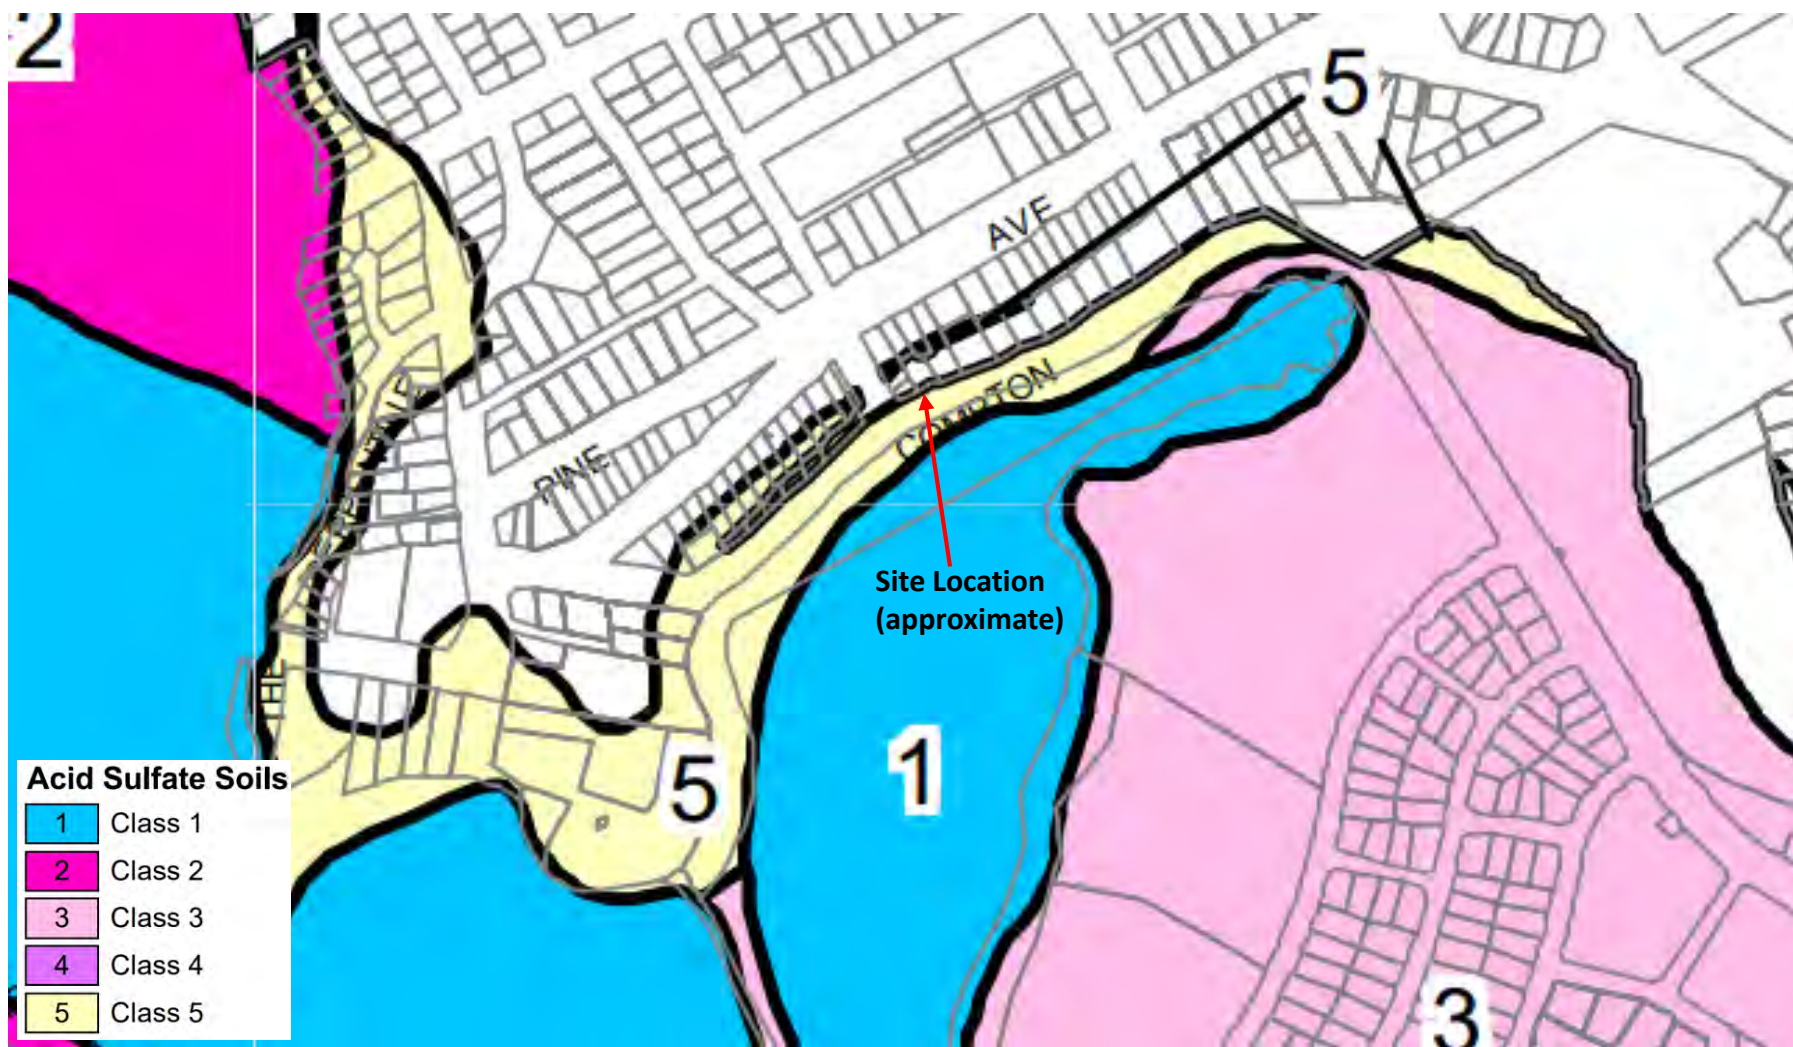 2
5
AVE
COMPTON
PINE
Site Location
(approximate)
THE
1
5
3
Acid Sulfate Soils
1 Class 1
2 Class 2
3 Class 3
4 Class 4
5 Class 5